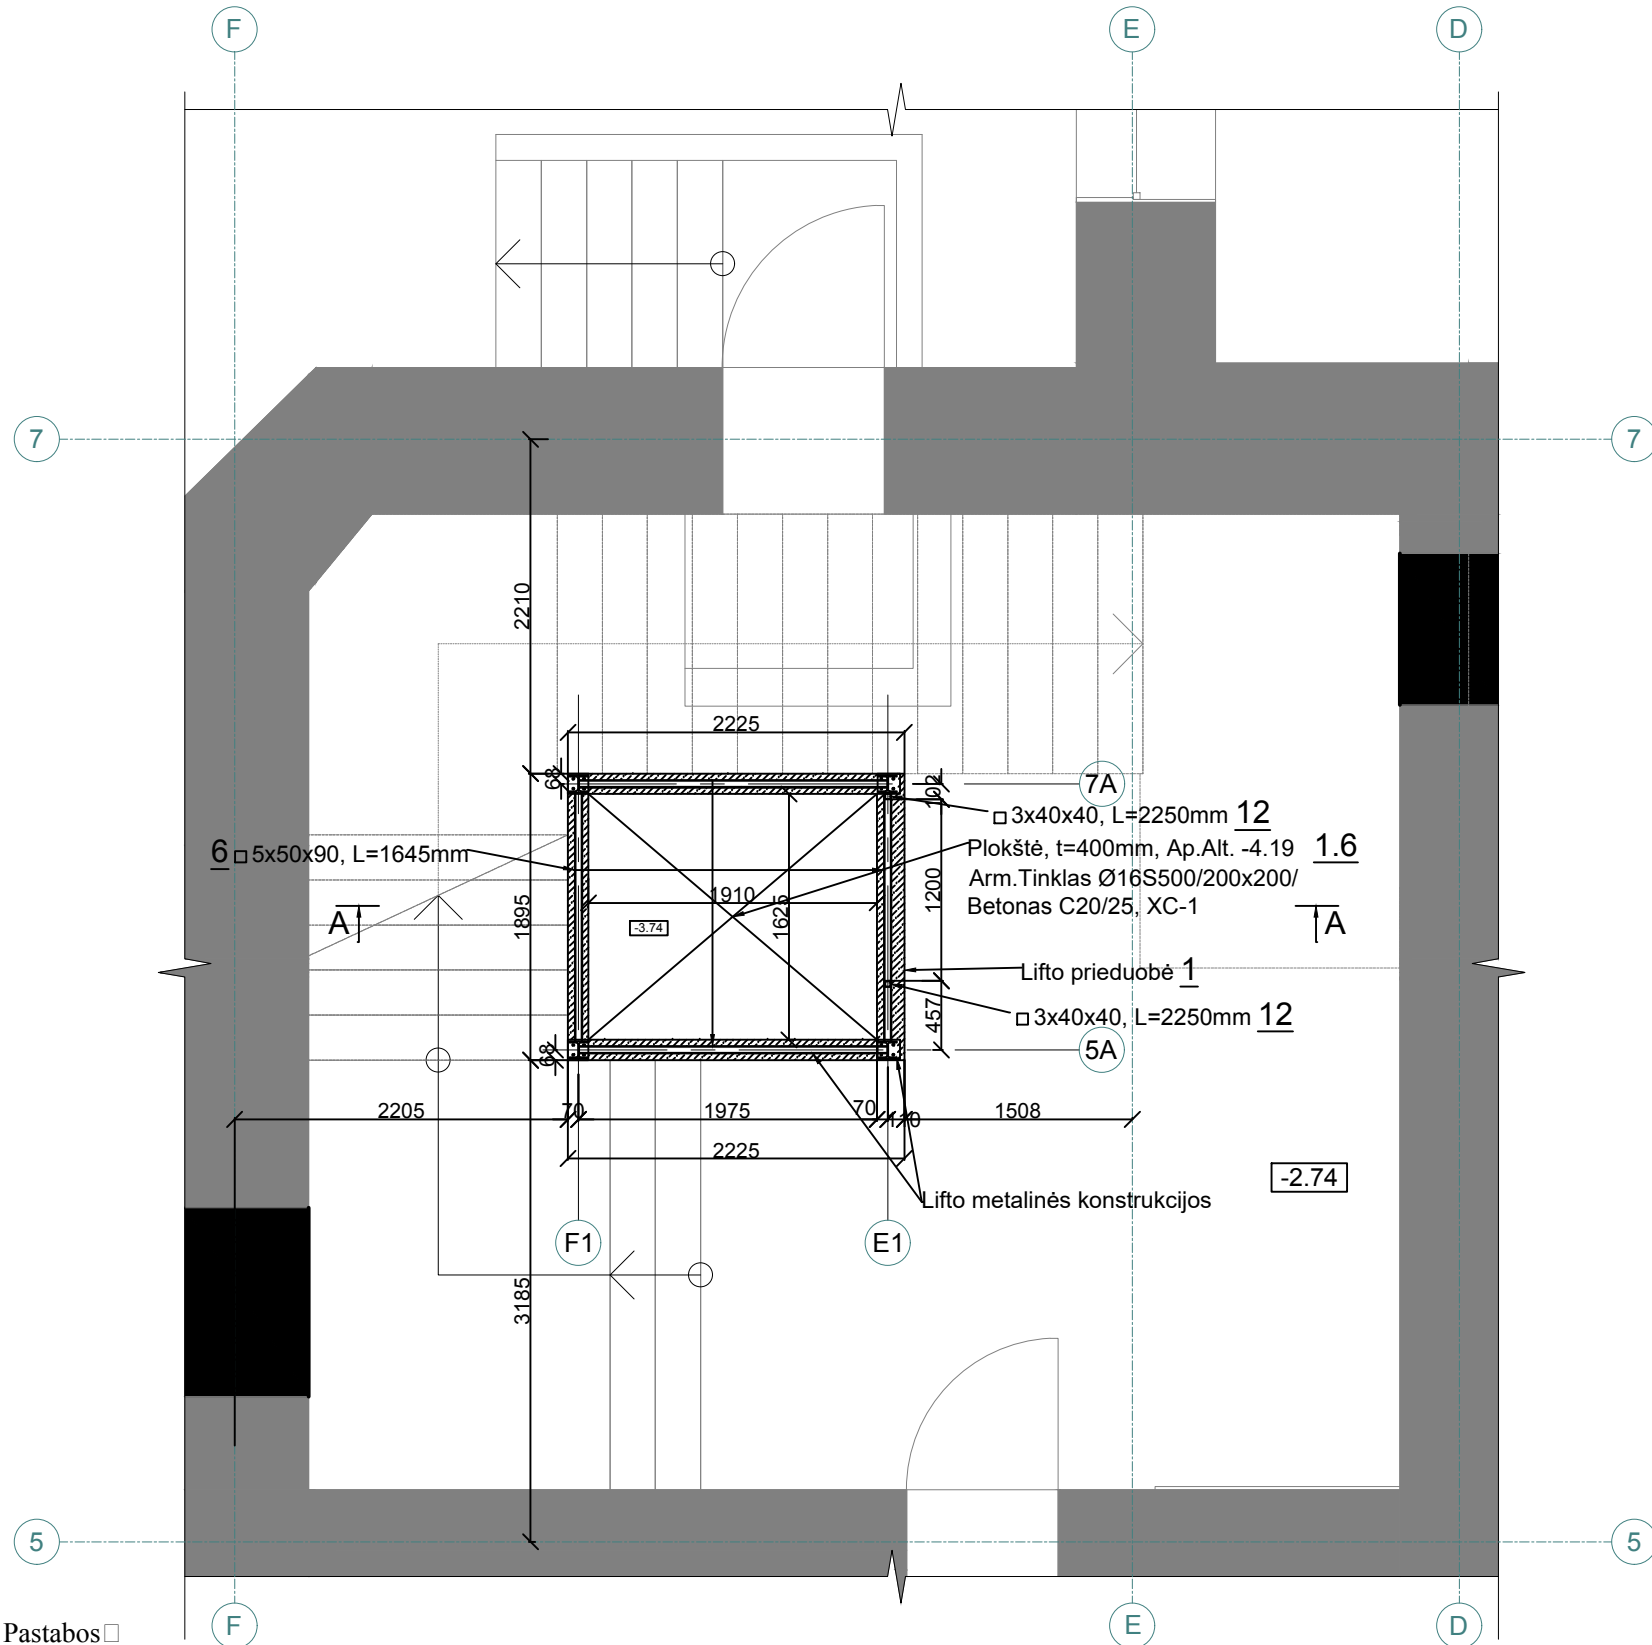 F
E
D
7
7
2210
2225
68
102
7A
□ 3x40x40, L=2250mm 12
6 □ 5x50x90, L=1645mm
Plokštė, t=400mm, Ap.Alt. -4.19 1.6
Arm.Tinklas Ø16S500/200x200/
Betonas C20/25, XC-1
1910
1625
1200
1895
A
A
-3.74
Lifto prieduobė 1
□ 3x40x40, L=2250mm 12
457
68
5A
2205
70
1975
70
110
1508
2225
-2.74
Lifto metalinės konstrukcijos
F1
E1
3185
5
5
F
E
D
Pastabos